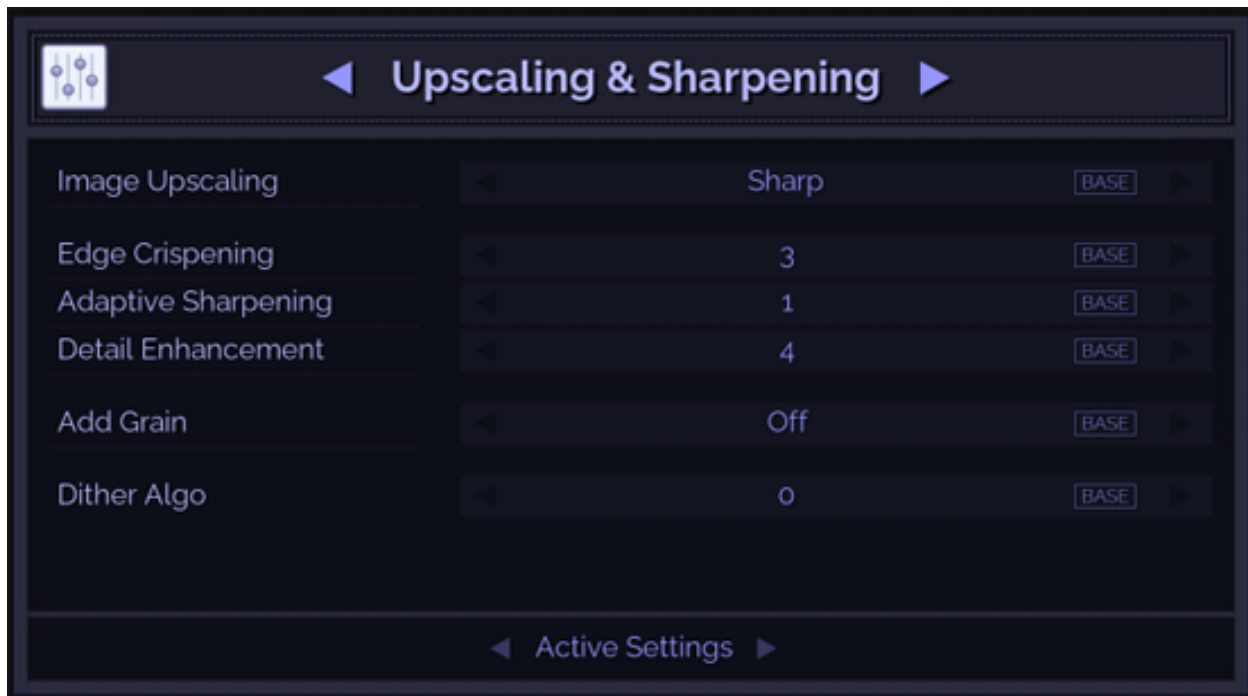 Upscaling & Sharpening
Image Upscaling Sharp BASE
Edge Crispening 3 BASE
Adaptive Sharpening 1 BASE
Detail Enhancement 4 BASE
Add Grain Off BASE
Dither Algo 0 BASE
Active Settings